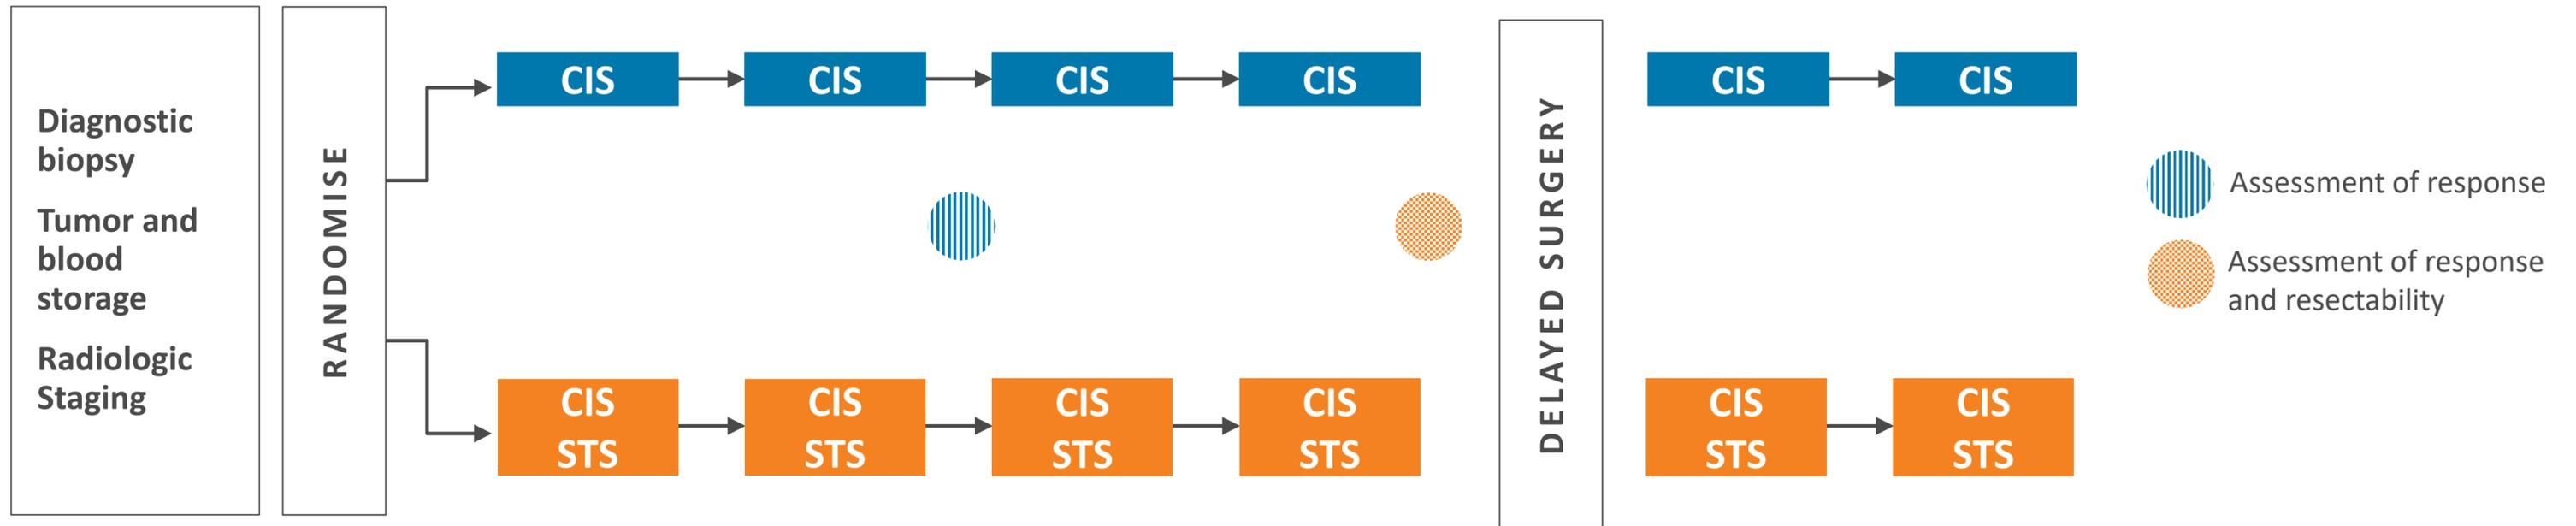 Diagnostic
biopsy
Tumor and
blood
storage
Radiologic
Staging
RANDOMISE
CIS
CIS
CIS
CIS
CIS
STS
CIS
STS
CIS
STS
CIS
STS
DELAYED SURGERY
CIS
CIS
CIS
STS
CIS
STS
Assessment of response
Assessment of response
and resectability